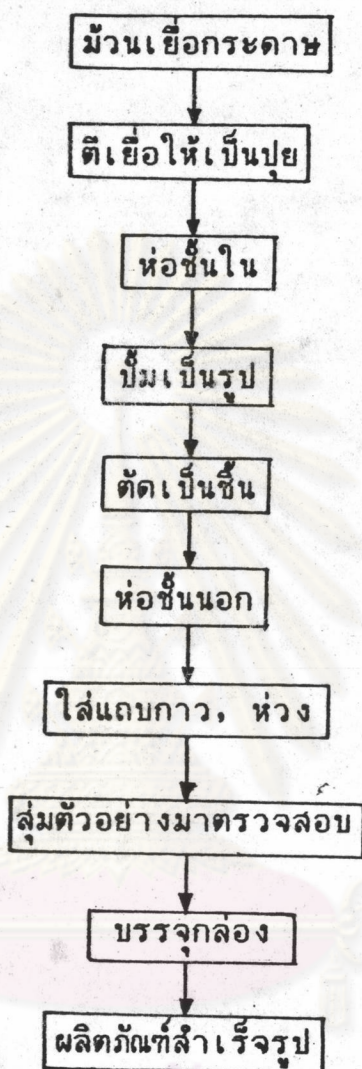 ม้วนเยื่อกระดาษ
ตีเยื่อให้เป็นปุย
ห่อชั้นใน
ปั๊มเป็นรูป
ตัดเป็นชิ้น
ห่อชั้นนอก
ใส่แถบกาว, ห่วง
สุ่มตัวอย่างมาตรวจสอบ
บรรจุกล่อง
ผลิตภัณฑ์สำเร็จรูป